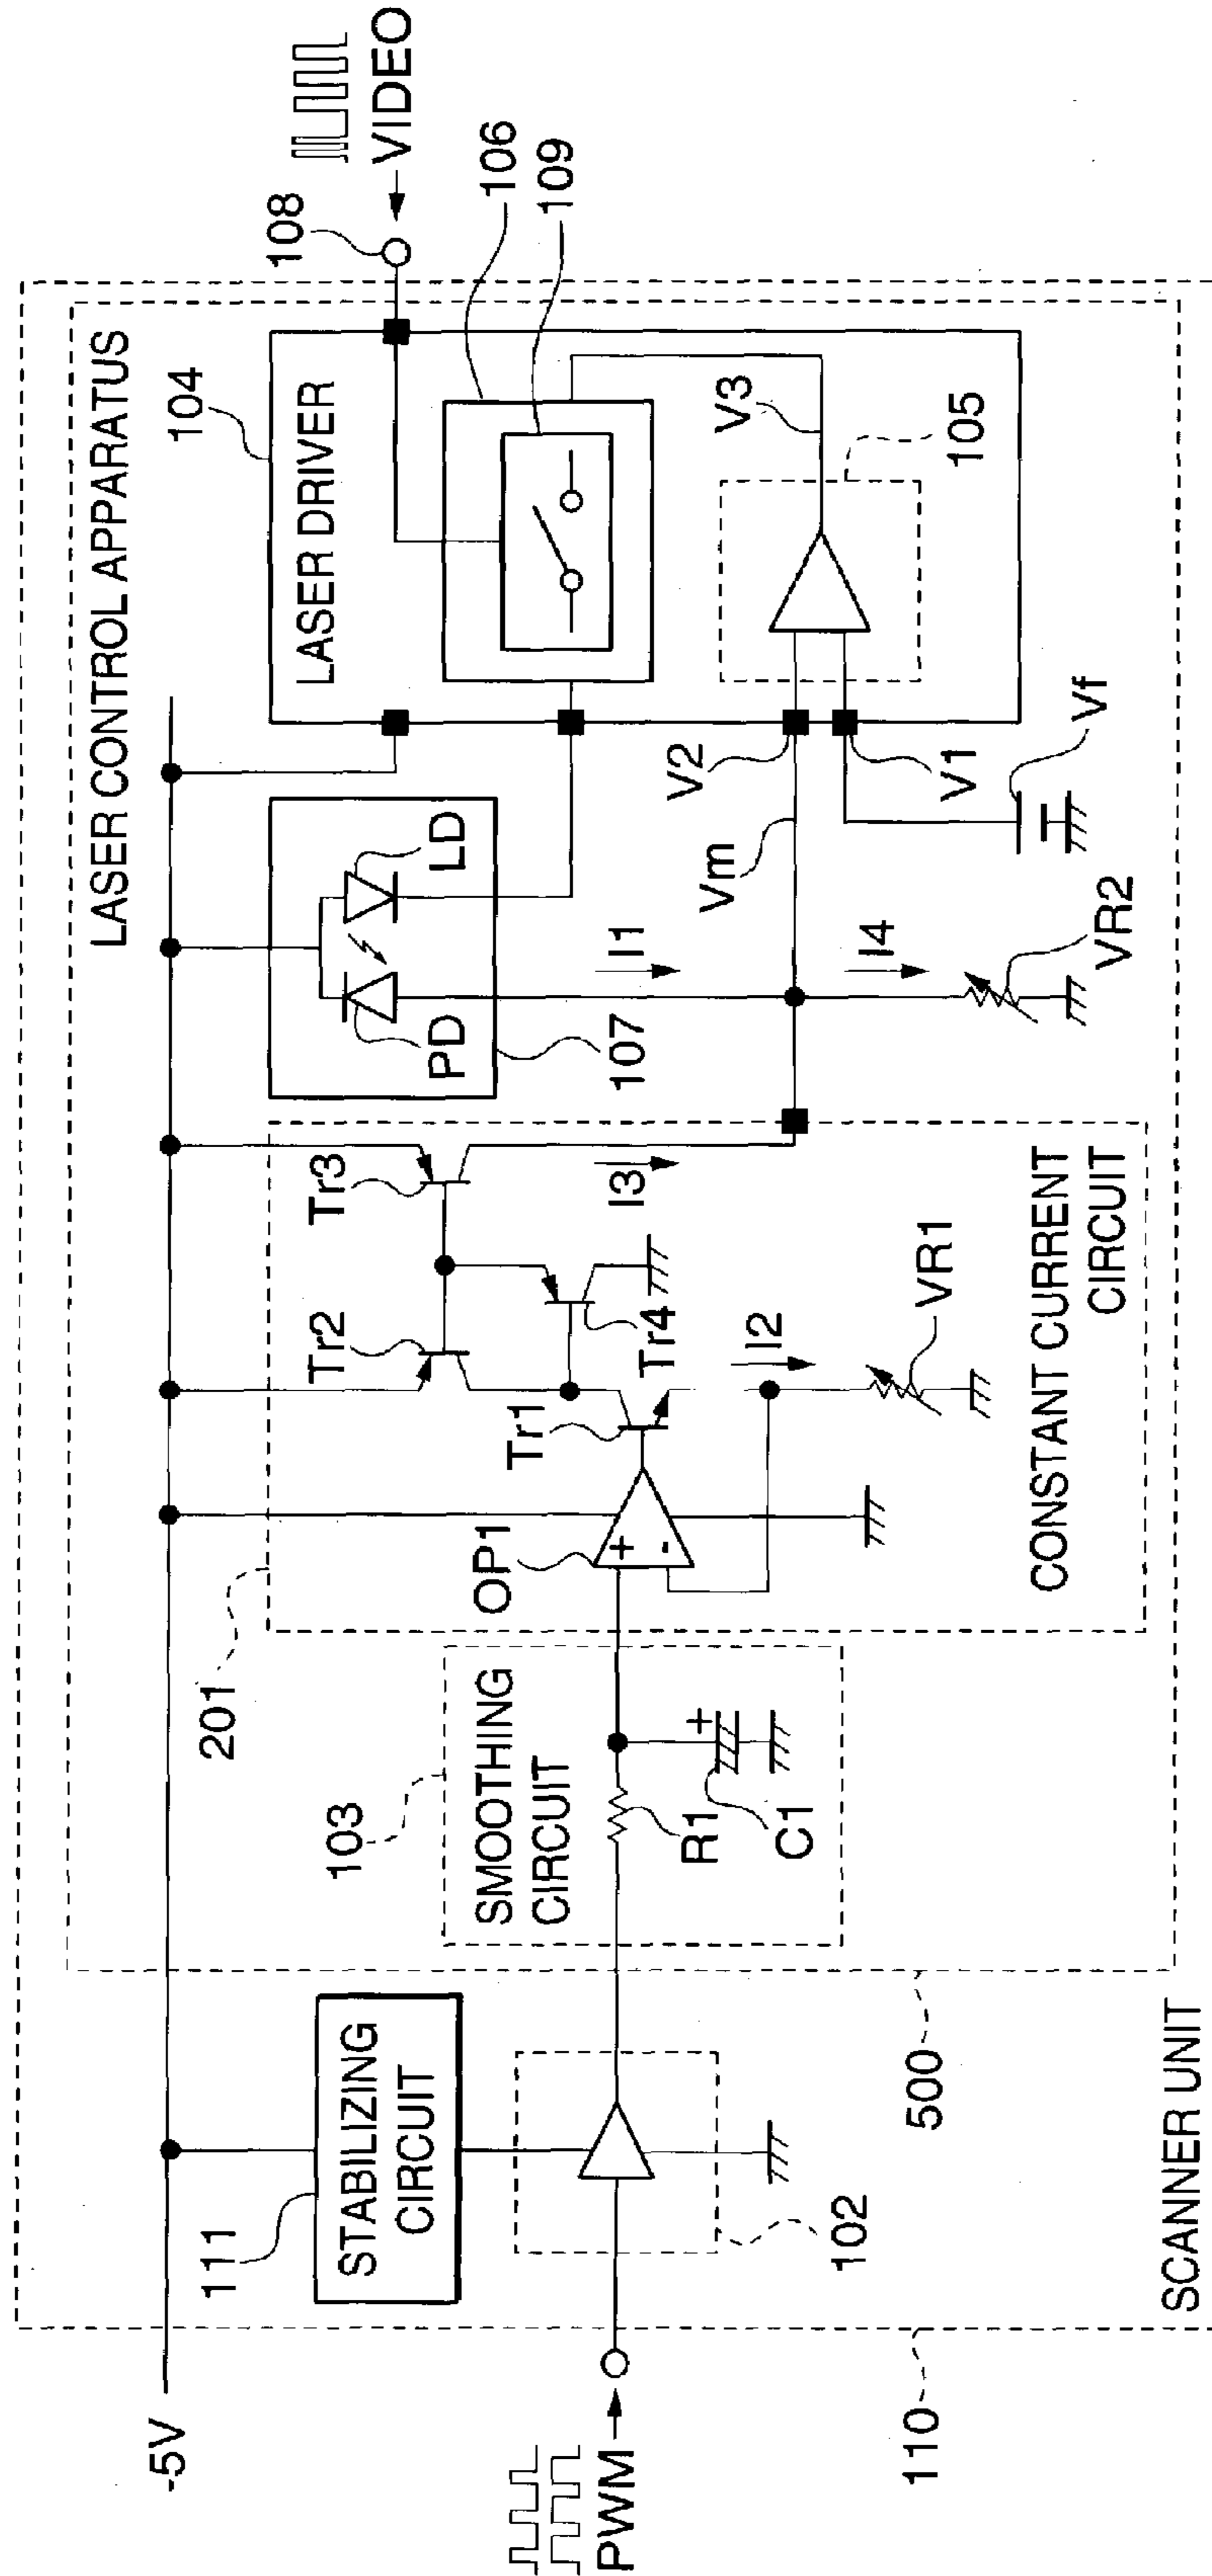 -5V
PWM
110
SCANNER UNIT
500
111
STABILIZING
CIRCUIT
102
LASER CONTROL APPARATUS
103
SMOOTHING
CIRCUIT
R1
+
C1
201
OP1
+
-
Tr1
Tr2
Tr3
Tr4
I2
I3
VR1
CONSTANT CURRENT
CIRCUIT
PD
LD
107
I1
I4
Vm
VR2
V2
V1
Vf
104
LASER DRIVER
V3
105
106
109
108
VIDEO